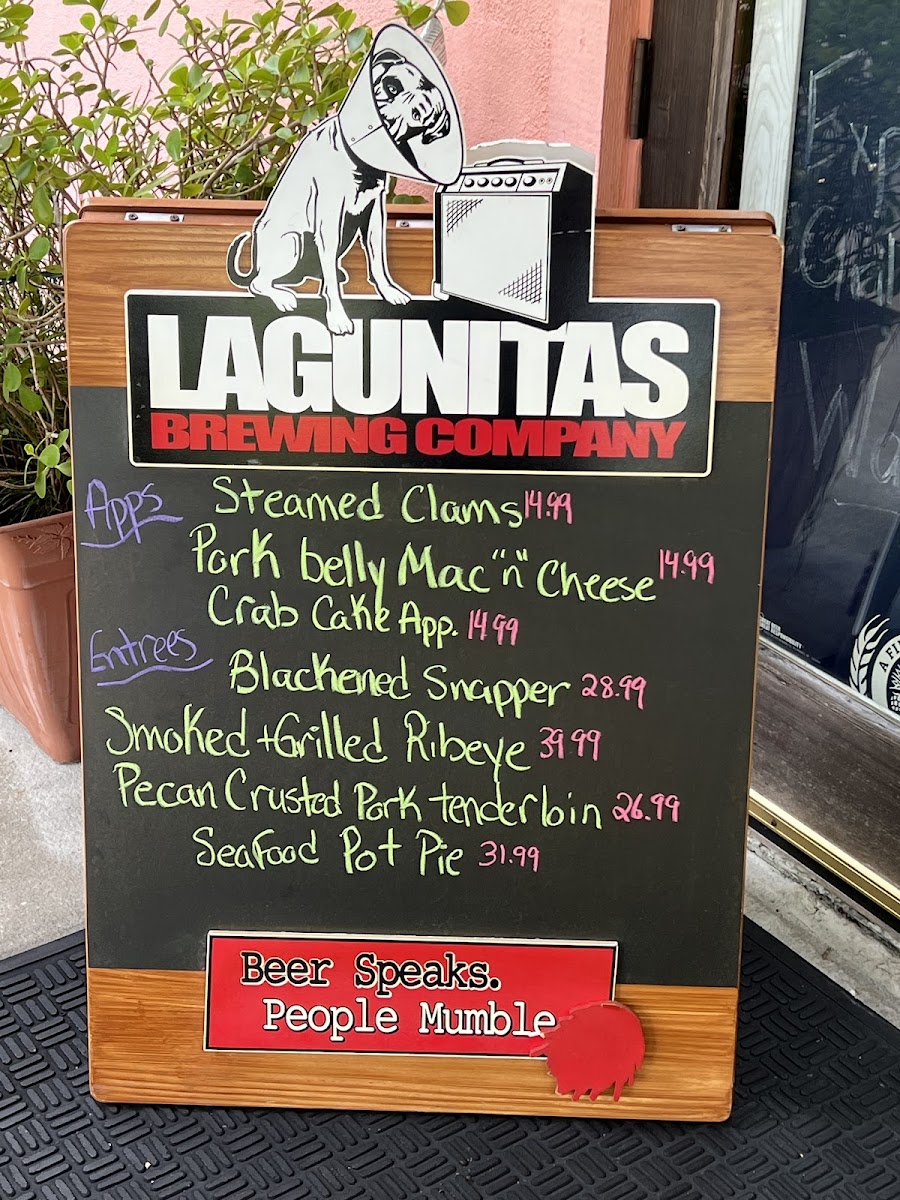 LAGUNITAS
BREWING COMPANY
Apps
Steamed Clams 14.99
Pork belly Mac "n" Cheese 14.99
Crab Cake App. 14 99
Entrees
Blackened Snapper 28.99
Smoked + Grilled Ribeye 39 99
Pecan Crusted Pork tenderloin 26.99
Seafood Pot Pie 31.99
Beer Speaks.
People Mumble
A FIN